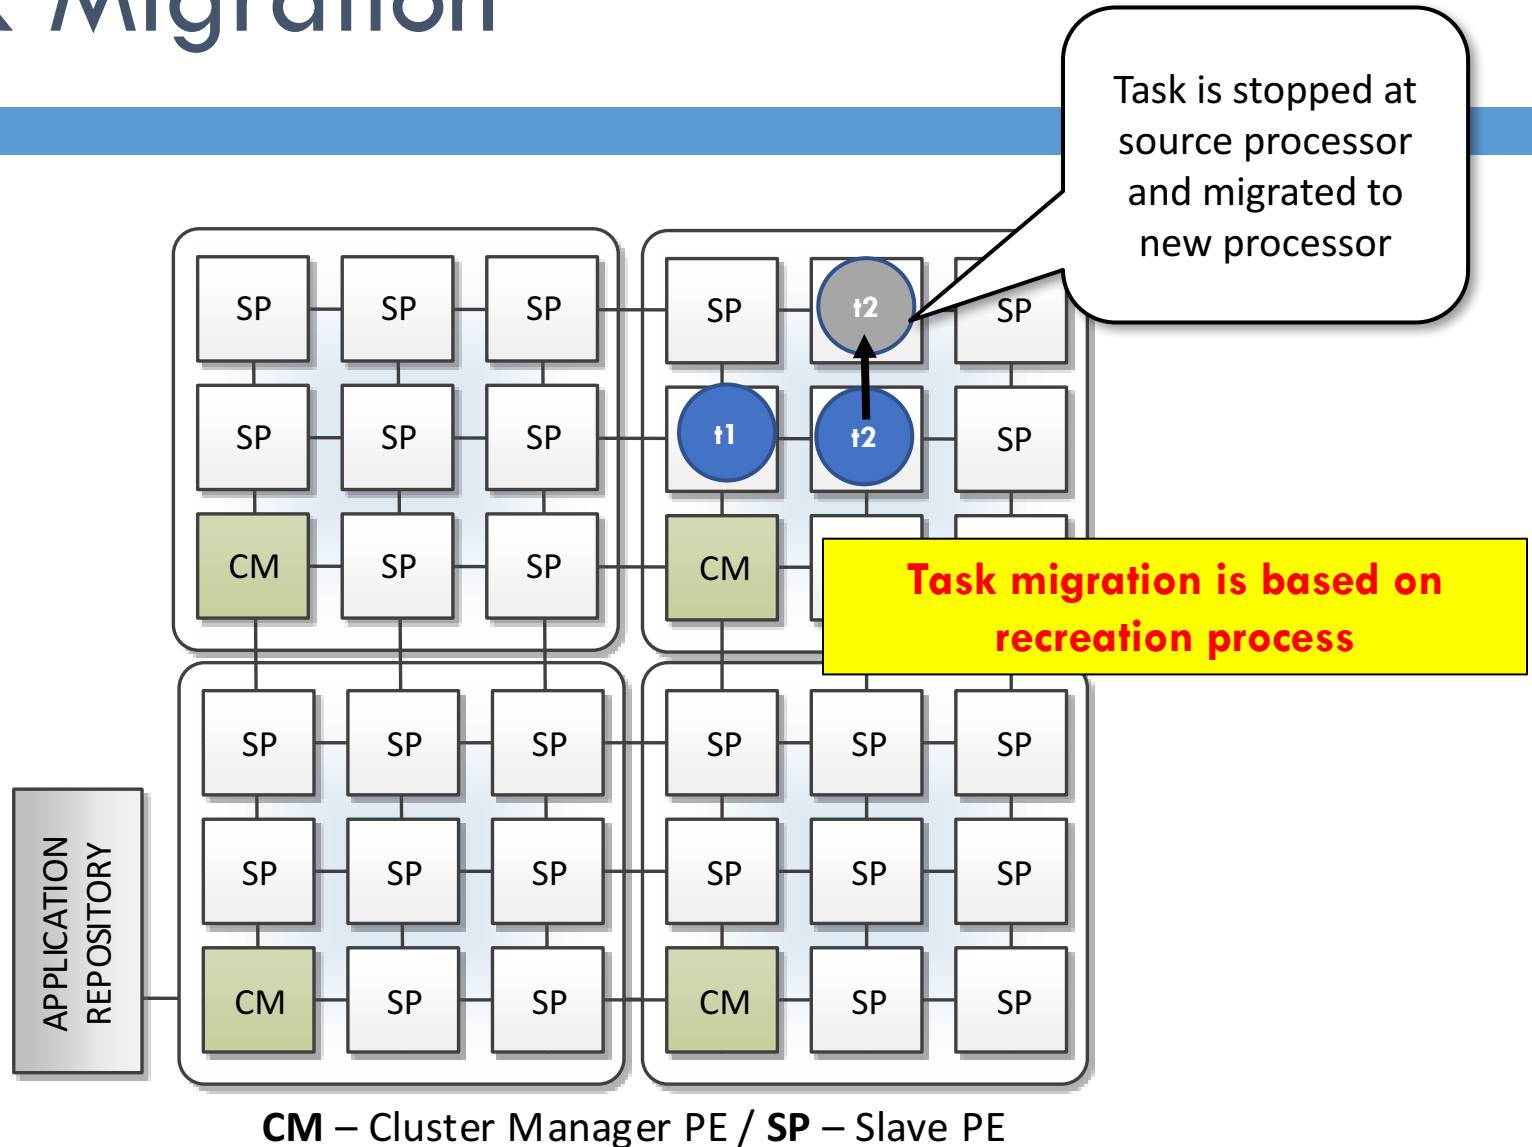 Migration
Task is stopped at
source processor
and migrated to
new processor
SP SP SP SP t2 SP
SP SP SP t1 t2 SP
CM SP SP CM
Task migration is based on
recreation process
SP SP SP SP SP SP
SP SP SP SP SP SP
CM SP SP CM SP SP
APPLICATION
REPOSITORY
CM – Cluster Manager PE / SP – Slave PE